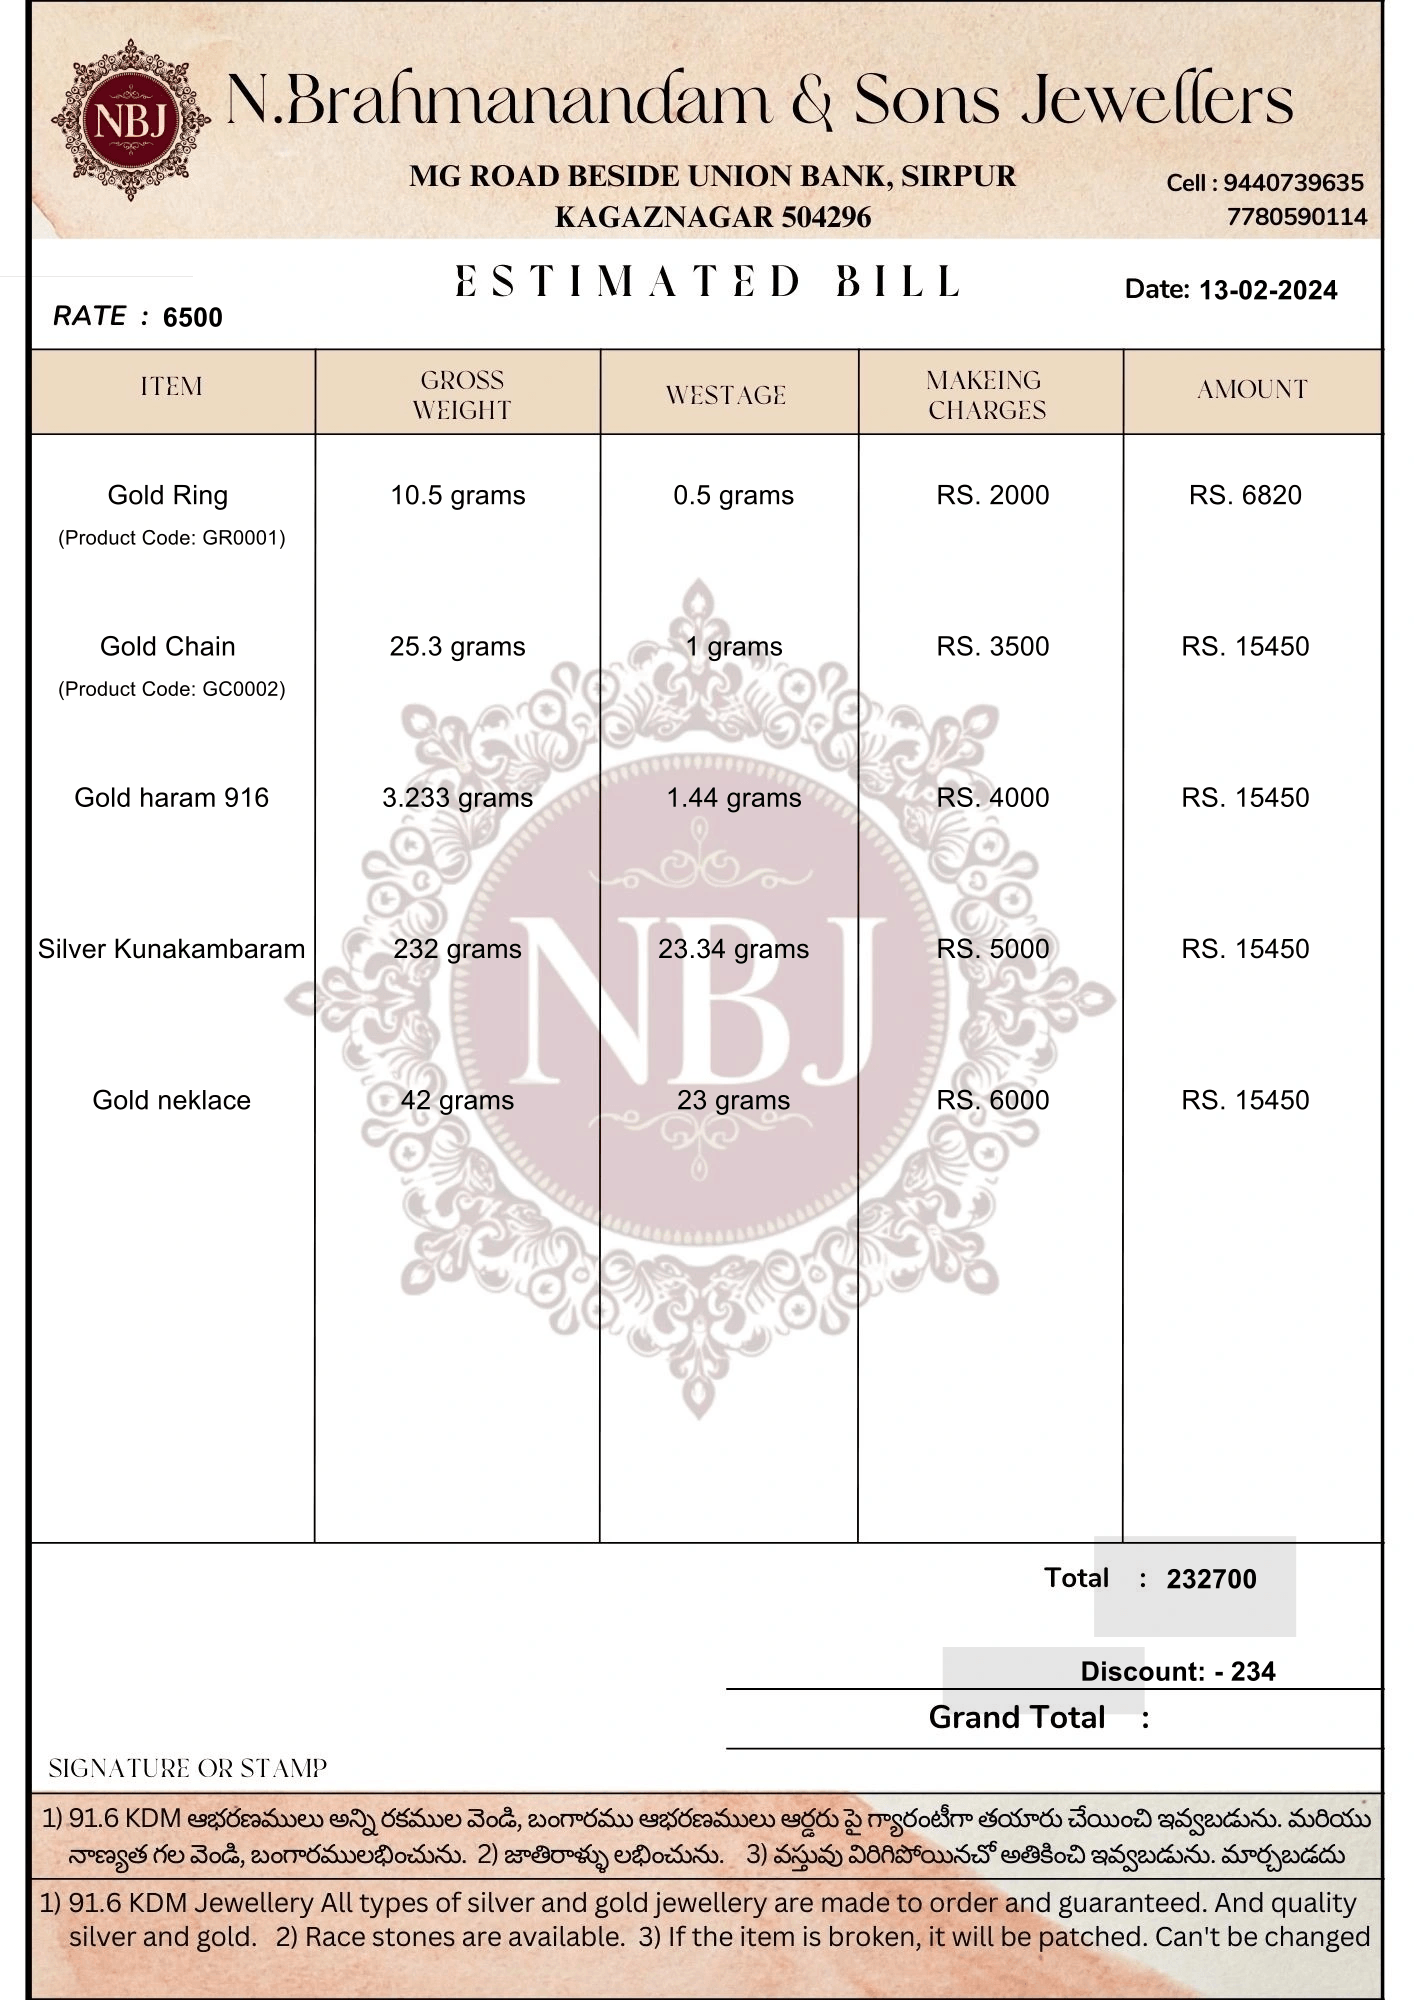 NBJ
N.Brahmanandam & Sons Jewellers
MG ROAD BESIDE UNION BANK, SIRPUR
KAGAZNAGAR 504296
Cell : 9440739635
7780590114
ESTIMATED BILL
Date: 13-02-2024
RATE : 6500
ITEM GROSS WEIGHT WESTAGE MAKEING CHARGES AMOUNT
Gold Ring 10.5 grams 0.5 grams RS. 2000 RS. 6820
(Product Code: GR0001)
Gold Chain 25.3 grams 1 grams RS. 3500 RS. 15450
(Product Code: GC0002)
Gold haram 916 3.233 grams 1.44 grams RS. 4000 RS. 15450
Silver Kunakambaram 232 grams 23.34 grams RS. 5000 RS. 15450
NBJ
Gold neklace 42 grams 23 grams RS. 6000 RS. 15450
Total : 232700
Discount: - 234
Grand Total :
SIGNATURE OR STAMP
1) 91.6 KDM ఆభరణములు అన్ని రకముల వెండి, బంగారము ఆభరణములు ఆర్డరు పై గ్యారంటీగా తయారు చేయించి ఇవ్వబడును. మరియు
నాణ్యత గల వెండి, బంగారములభించును. 2) జాతిరాళ్ళు లభించును. 3) వస్తువు విరిగిపోయినచో అతికించి ఇవ్వబడును. మార్చబడదు
1) 91.6 KDM Jewellery All types of silver and gold jewellery are made to order and guaranteed. And quality
silver and gold. 2) Race stones are available. 3) If the item is broken, it will be patched. Can't be changed